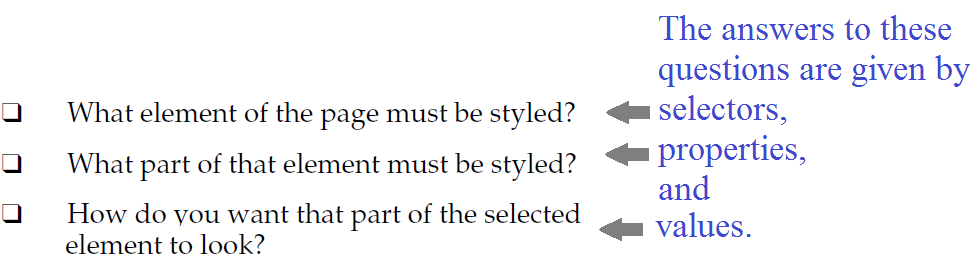 The answers to these
questions are given by
❑ What element of the page must be styled?
selectors,
❑ What part of that element must be styled?
properties,
and
❑ How do you want that part of the selected
element to look?
values.